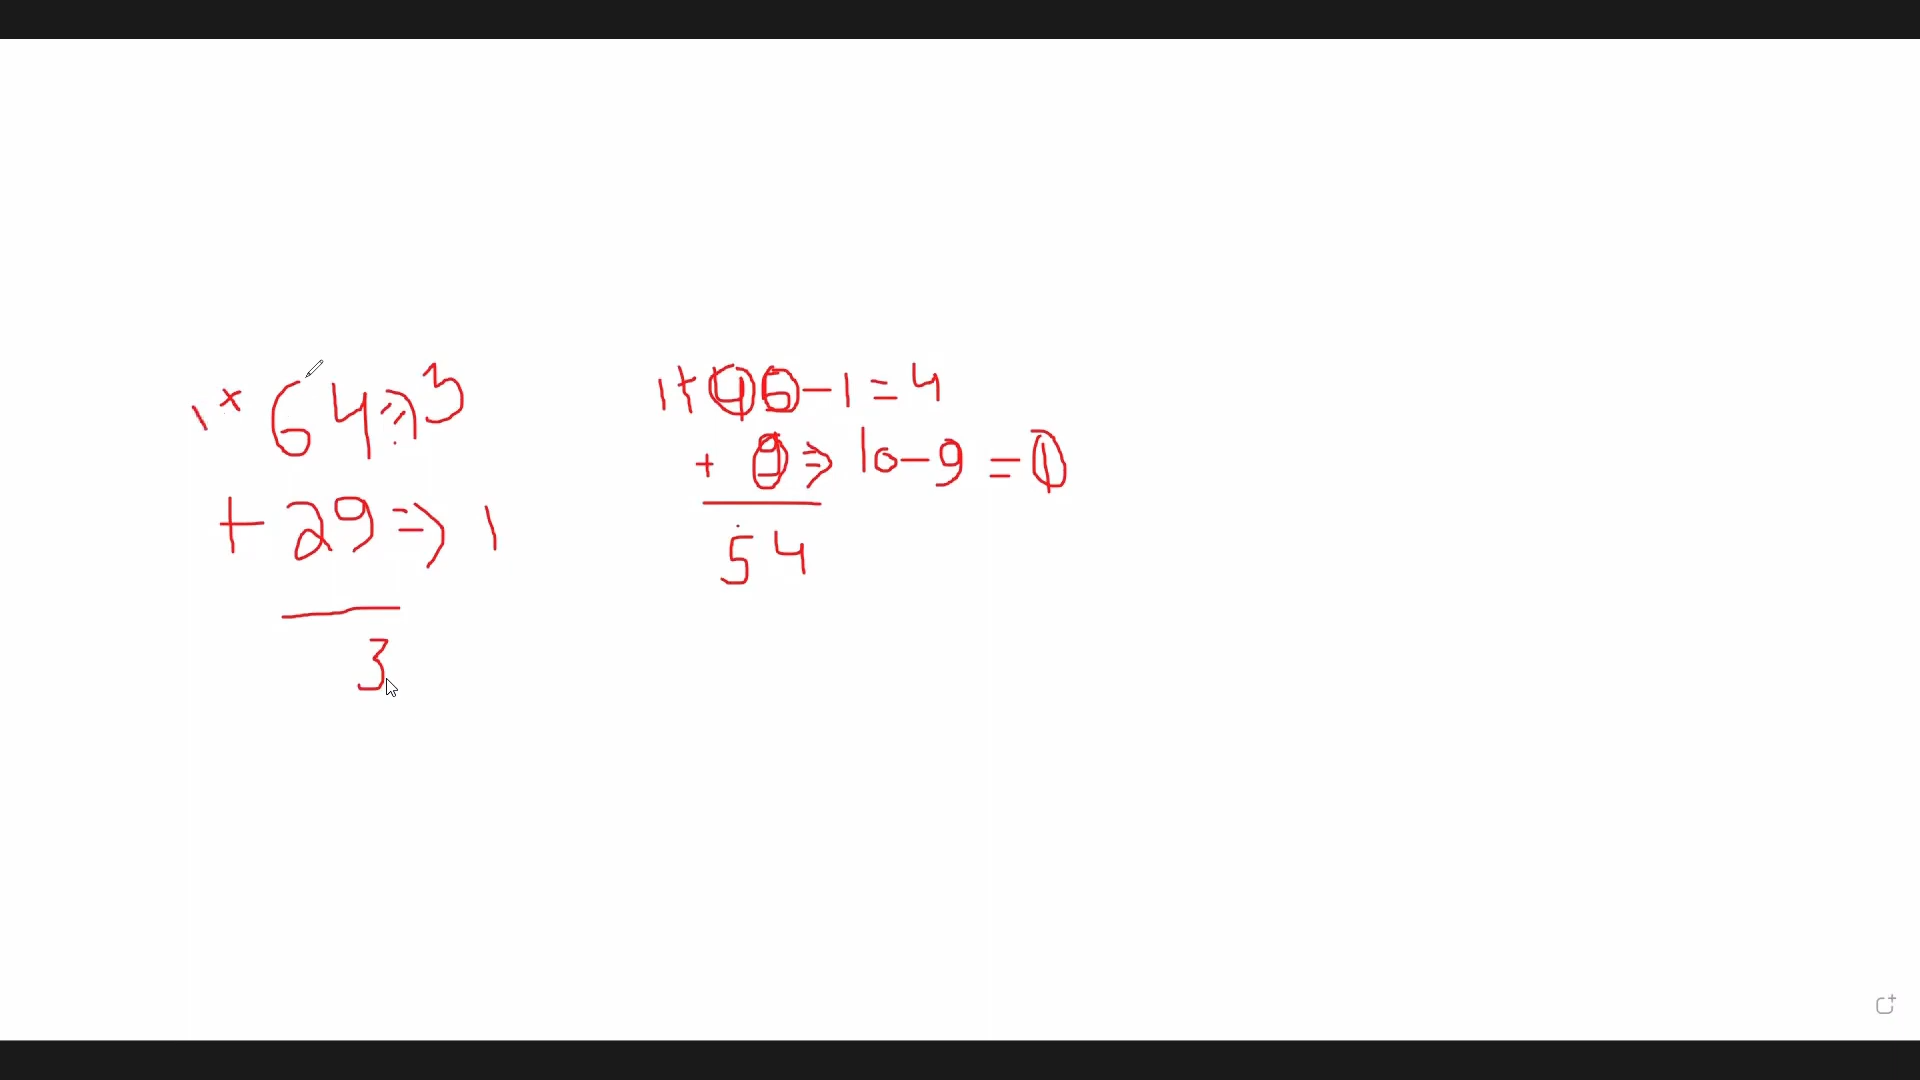 1+ 64 => 3
+ 29 => 1
3
1+ 45 - 1 = 4
+ 9 => 10 - 9 = 1
54